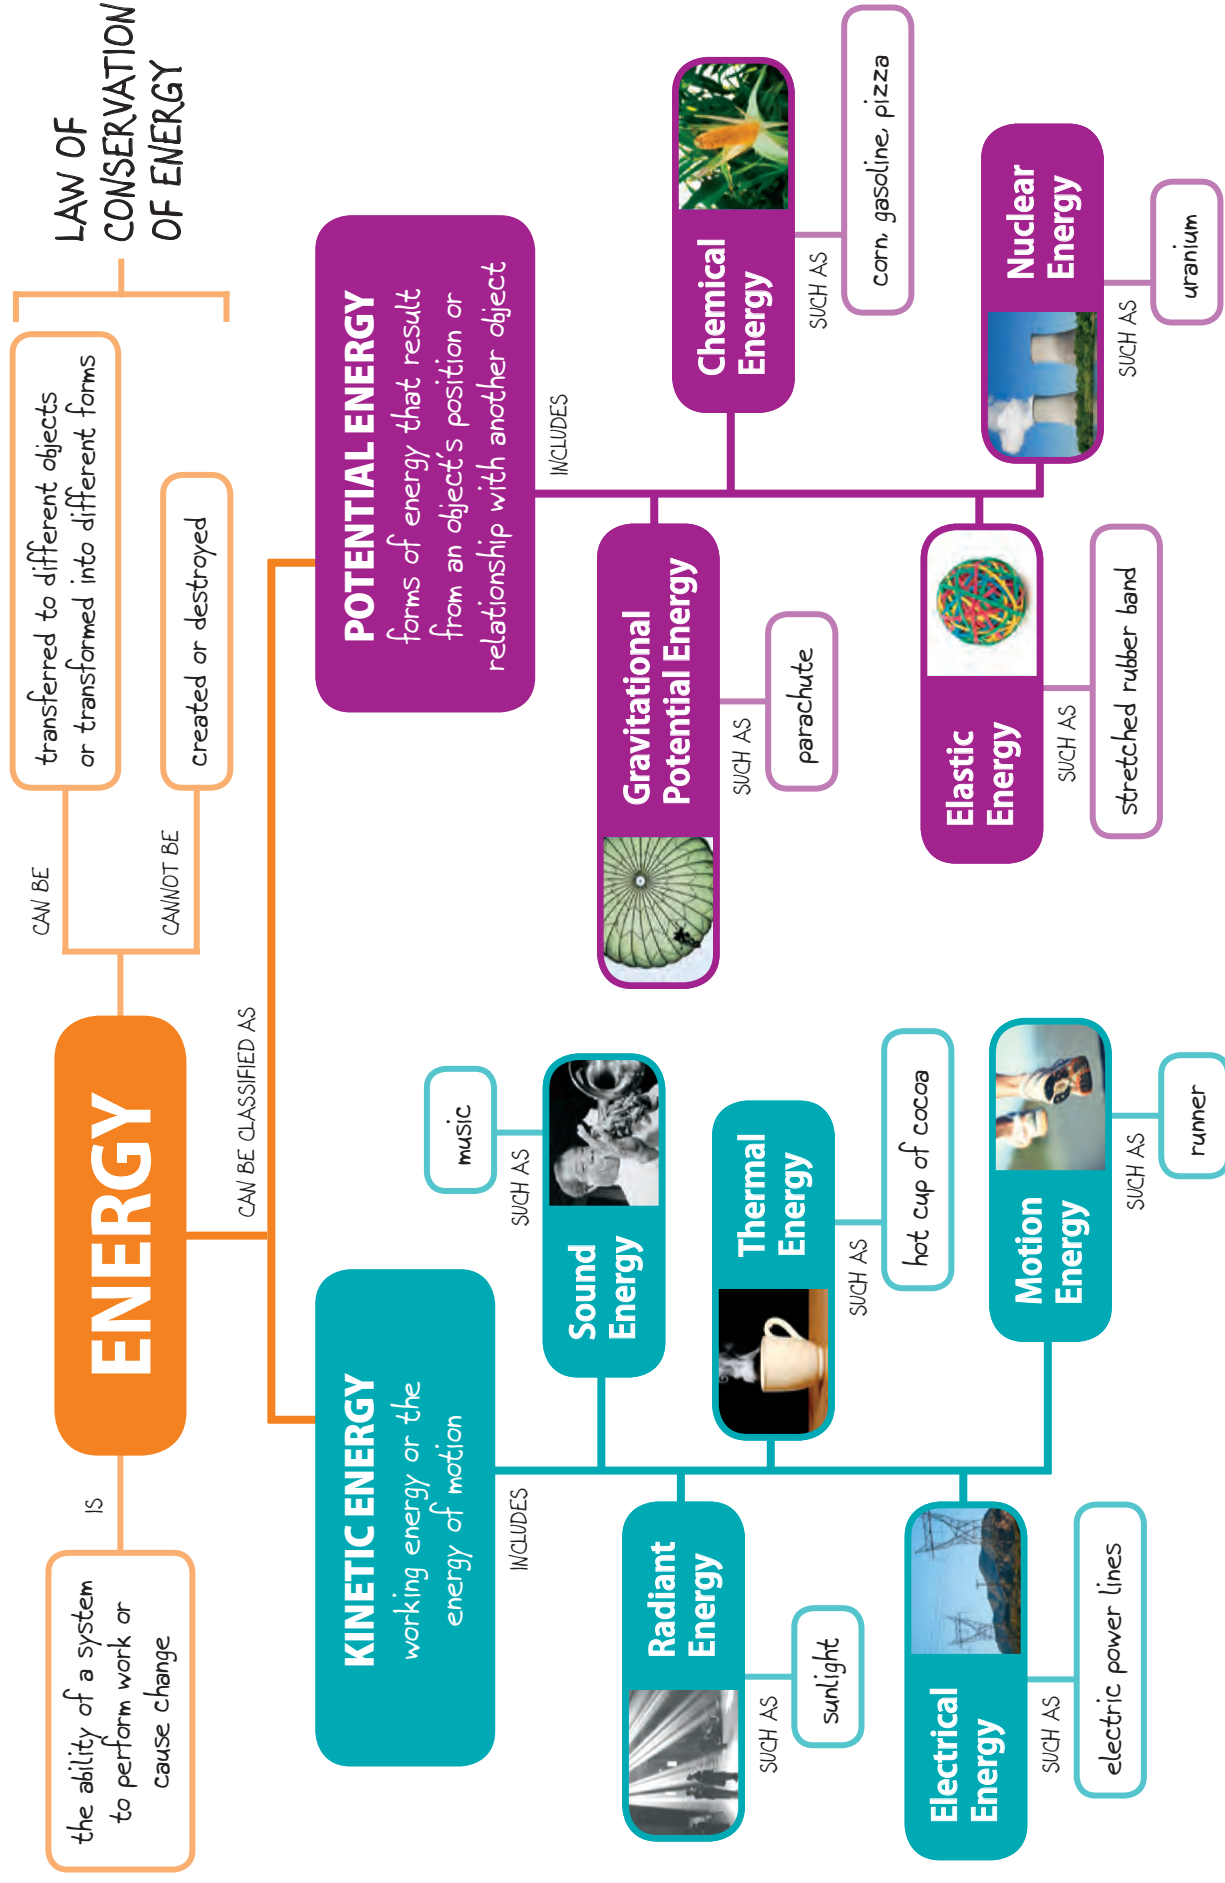 the ability of a system
to perform work or
cause change
IS
ENERGY
CAN BE
transferred to different objects
or transformed into different forms
CANNOT BE
created or destroyed
LAW OF
CONSERVATION
OF ENERGY
CAN BE CLASSIFIED AS
KINETIC ENERGY
working energy or the
energy of motion
INCLUDES
music
SUCH AS
Sound
Energy
Radiant
Energy
SUCH AS
sunlight
Thermal
Energy
SUCH AS
hot cup of cocoa
Electrical
Energy
SUCH AS
electric power lines
Motion
Energy
SUCH AS
runner
POTENTIAL ENERGY
forms of energy that result
from an object's position or
relationship with another object
INCLUDES
Gravitational
Potential Energy
SUCH AS
parachute
Chemical
Energy
SUCH AS
corn, gasoline, pizza
Elastic
Energy
SUCH AS
stretched rubber band
Nuclear
Energy
SUCH AS
uranium